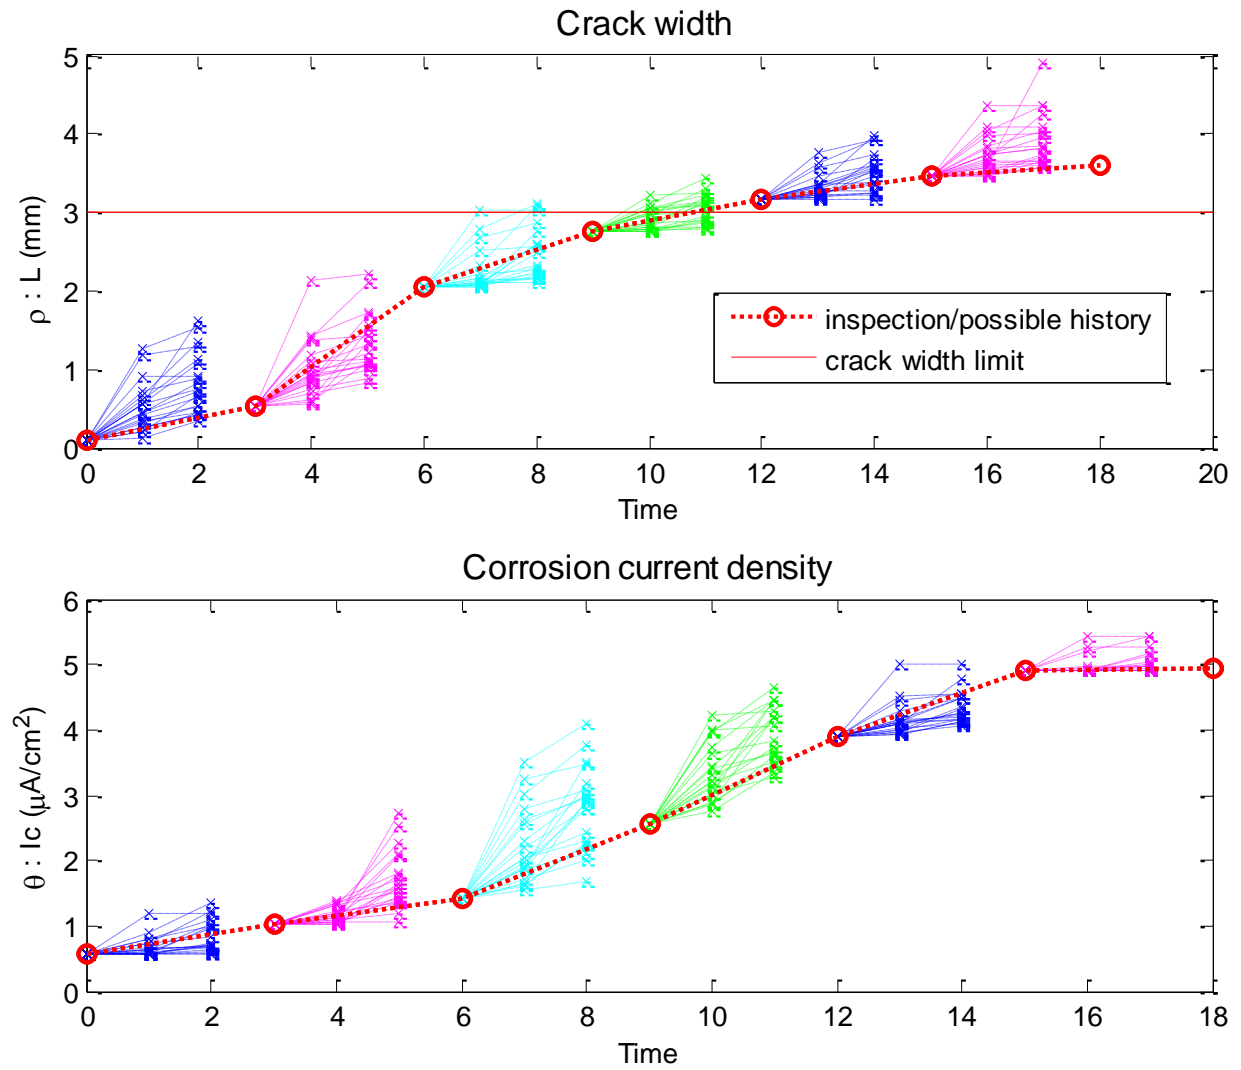 Crack width
5
4
3
2
1
0
ρ : L (mm)
inspection/possible history
crack width limit
0 2 4 6 8 10 12 14 16 18 20
Time
Corrosion current density
6
5
4
3
2
1
0
θ : Ic (μA/cm²)
0 2 4 6 8 10 12 14 16 18
Time